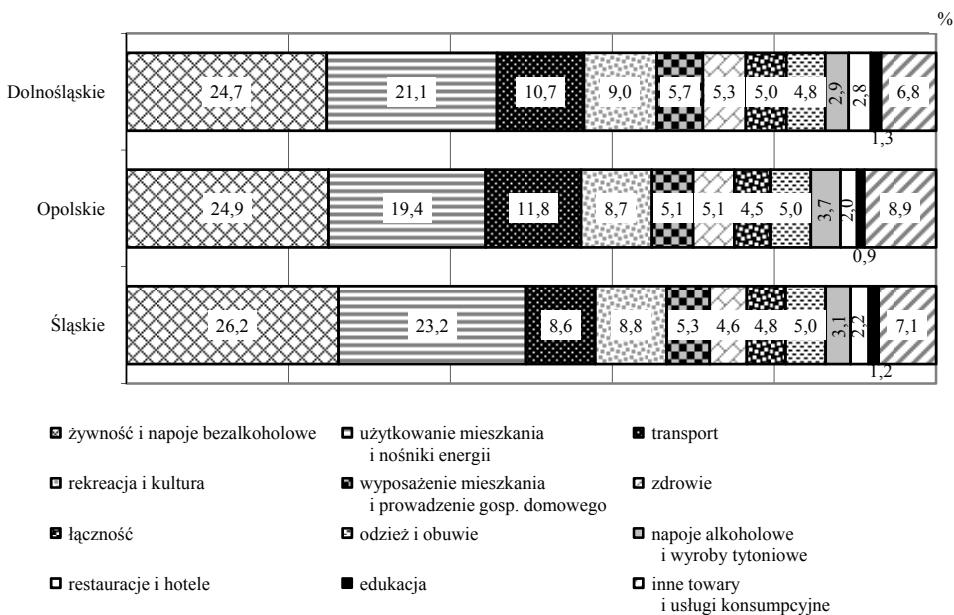 %
Dolnośląskie 24,7 21,1 10,7 9,0 5,7 5,3 5,0 4,8 2,9 2,8 6,8
1,3
Opolskie 24,9 19,4 11,8 8,7 5,1 5,1 4,5 5,0 3,7 2,0 8,9
0,9
Śląskie 26,2 23,2 8,6 8,8 5,3 4,6 4,8 5,0 3,1 2,2 7,1
1,2
żywność i napoje bezalkoholowe
użytkowanie mieszkania
i nośniki energii
transport
rekreacja i kultura
wyposażenie mieszkania
i prowadzenie gosp. domowego
zdrowie
łączność
odzież i obuwie
napoje alkoholowe
i wyroby tytoniowe
restauracje i hotele
edukacja
inne towary
i usługi konsumpcyjne